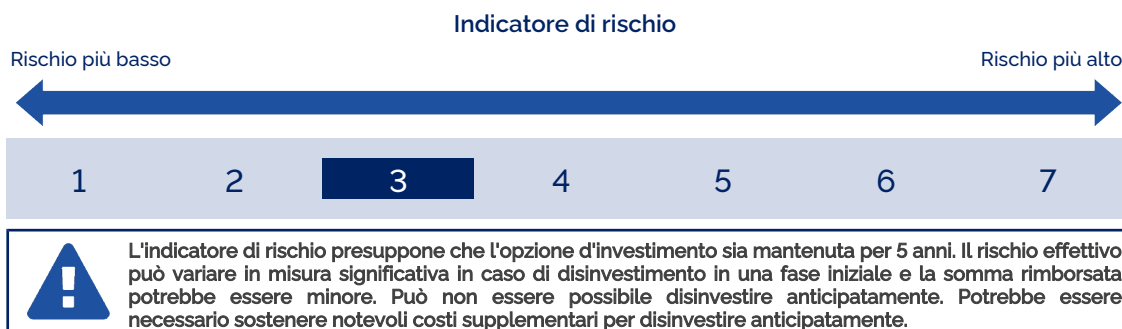 Indicatore di rischio
Rischio più basso
Rischio più alto
1 2 3 4 5 6 7
L'indicatore di rischio presuppone che l'opzione d'investimento sia mantenuta per 5 anni. Il rischio effettivo
può variare in misura significativa in caso di disinvestimento in una fase iniziale e la somma rimborsata
potrebbe essere minore. Può non essere possibile disinvestire anticipatamente. Potrebbe essere
necessario sostenere notevoli costi supplementari per disinvestire anticipatamente.